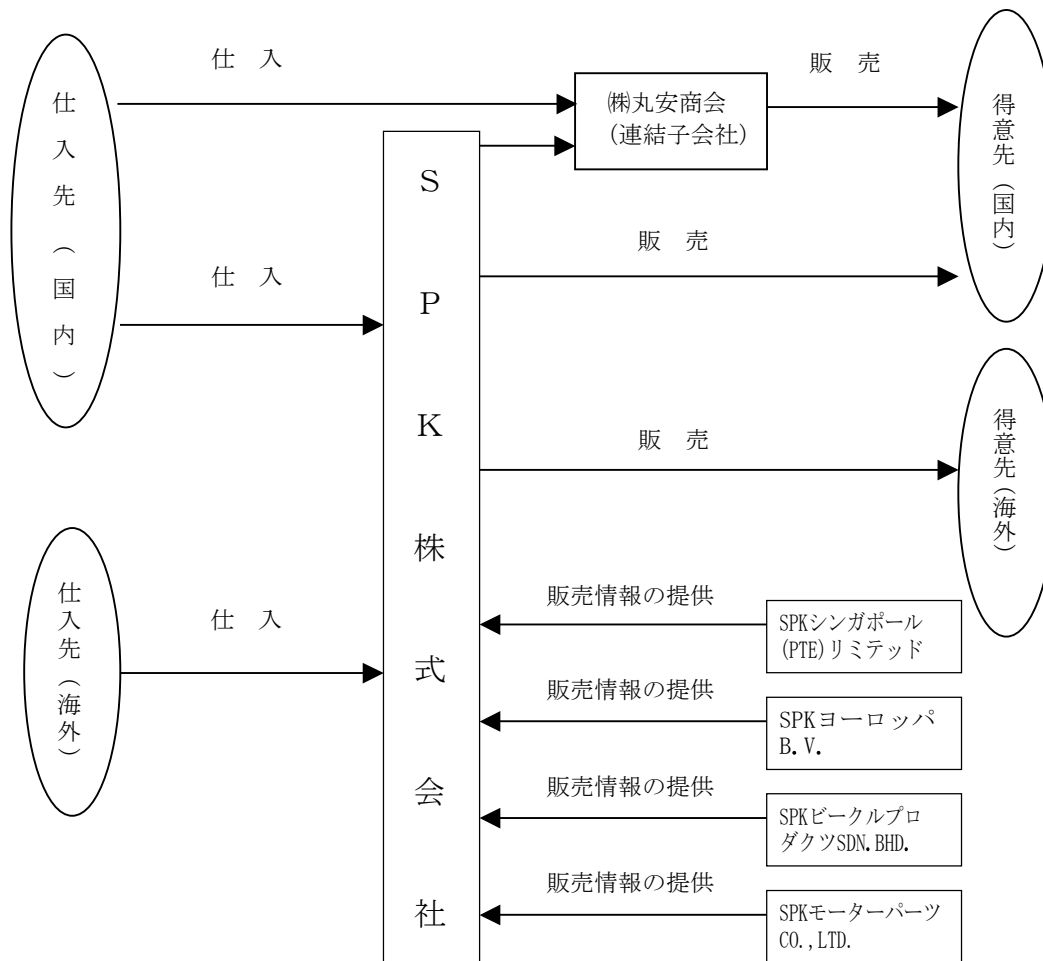 仕入先（国内）
仕　入
㈱丸安商会
（連結子会社）
販　売
得意先（国内）
ＳＰＫ株式会社
仕　入
販　売
販　売
得意先（海外）
仕入先（海外）
仕　入
販売情報の提供
SPKシンガポール
(PTE)リミテッド
販売情報の提供
SPKヨーロッパ
B.V.
販売情報の提供
SPKビークルプロ
ダクツSDN.BHD.
販売情報の提供
SPKモーターパーツ
CO.,LTD.